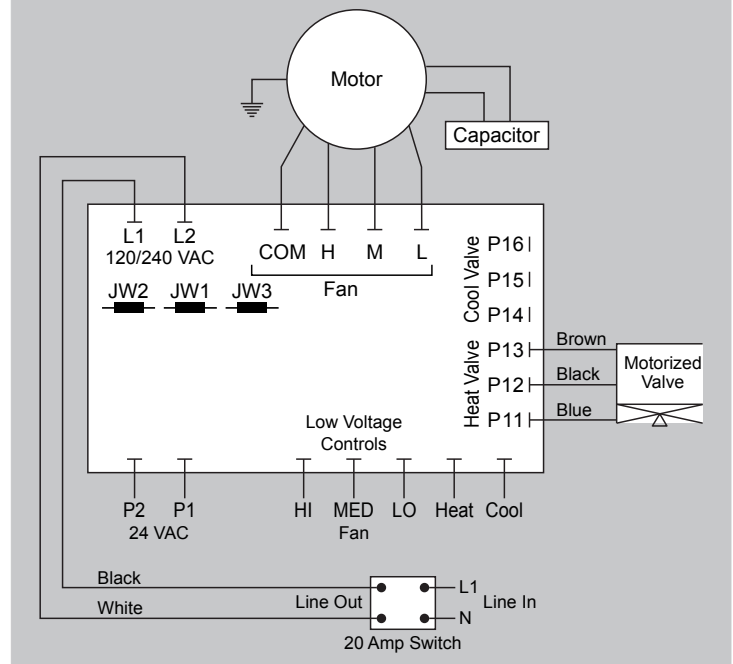 Motor
Capacitor
L1 L2
120/240 VAC
COM H M L
Fan
JW2 JW1 JW3
Cool Valve
P16
P15
P14
Heat Valve
P13 Brown
P12 Black
P11 Blue
Motorized
Valve
Low Voltage
Controls
P2 P1
24 VAC
HI MED LO Heat Cool
Fan
Black
White
Line Out
L1
N
Line In
20 Amp Switch